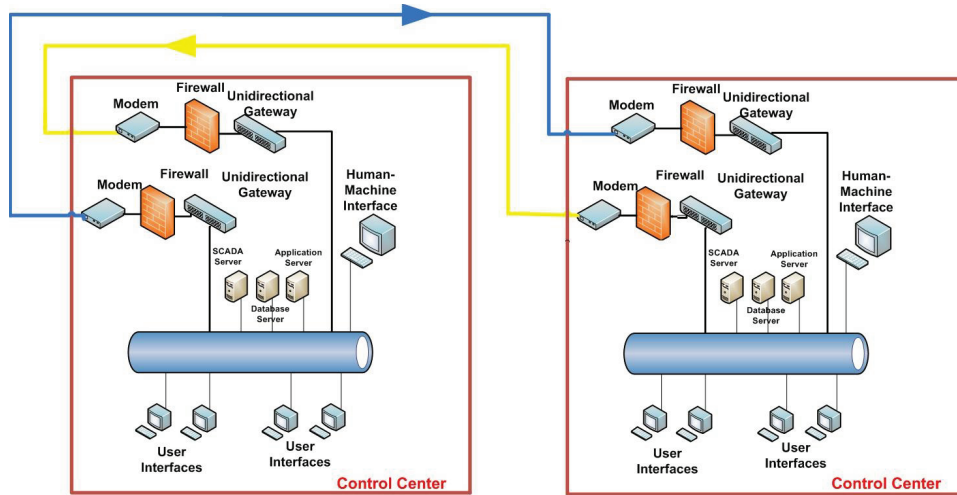 Modem
Firewall
Unidirectional
Gateway
Modem
Firewall
Unidirectional
Gateway
Human-
Machine
Interface
SCADA
Server
Application
Server
Database
Server
User
Interfaces
User
Interfaces
Control Center
Modem
Firewall
Unidirectional
Gateway
Modem
Firewall
Unidirectional
Gateway
Human-
Machine
Interface
SCADA
Server
Application
Server
Database
Server
User
Interfaces
User
Interfaces
Control Center